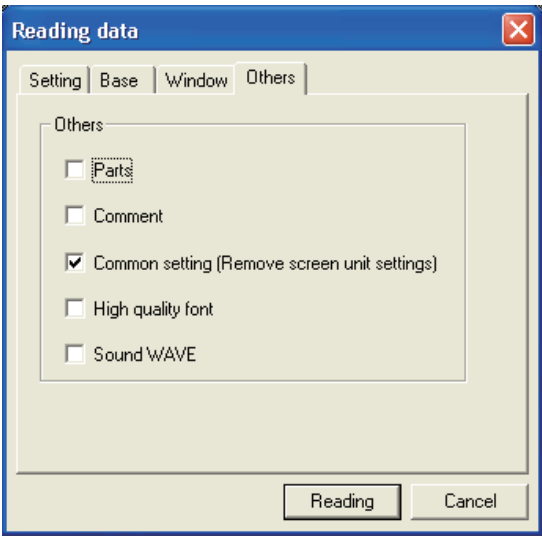 Reading data
Setting Base Window Others
Others
Parts
Comment
Common setting (Remove screen unit settings)
High quality font
Sound WAVE
Reading Cancel